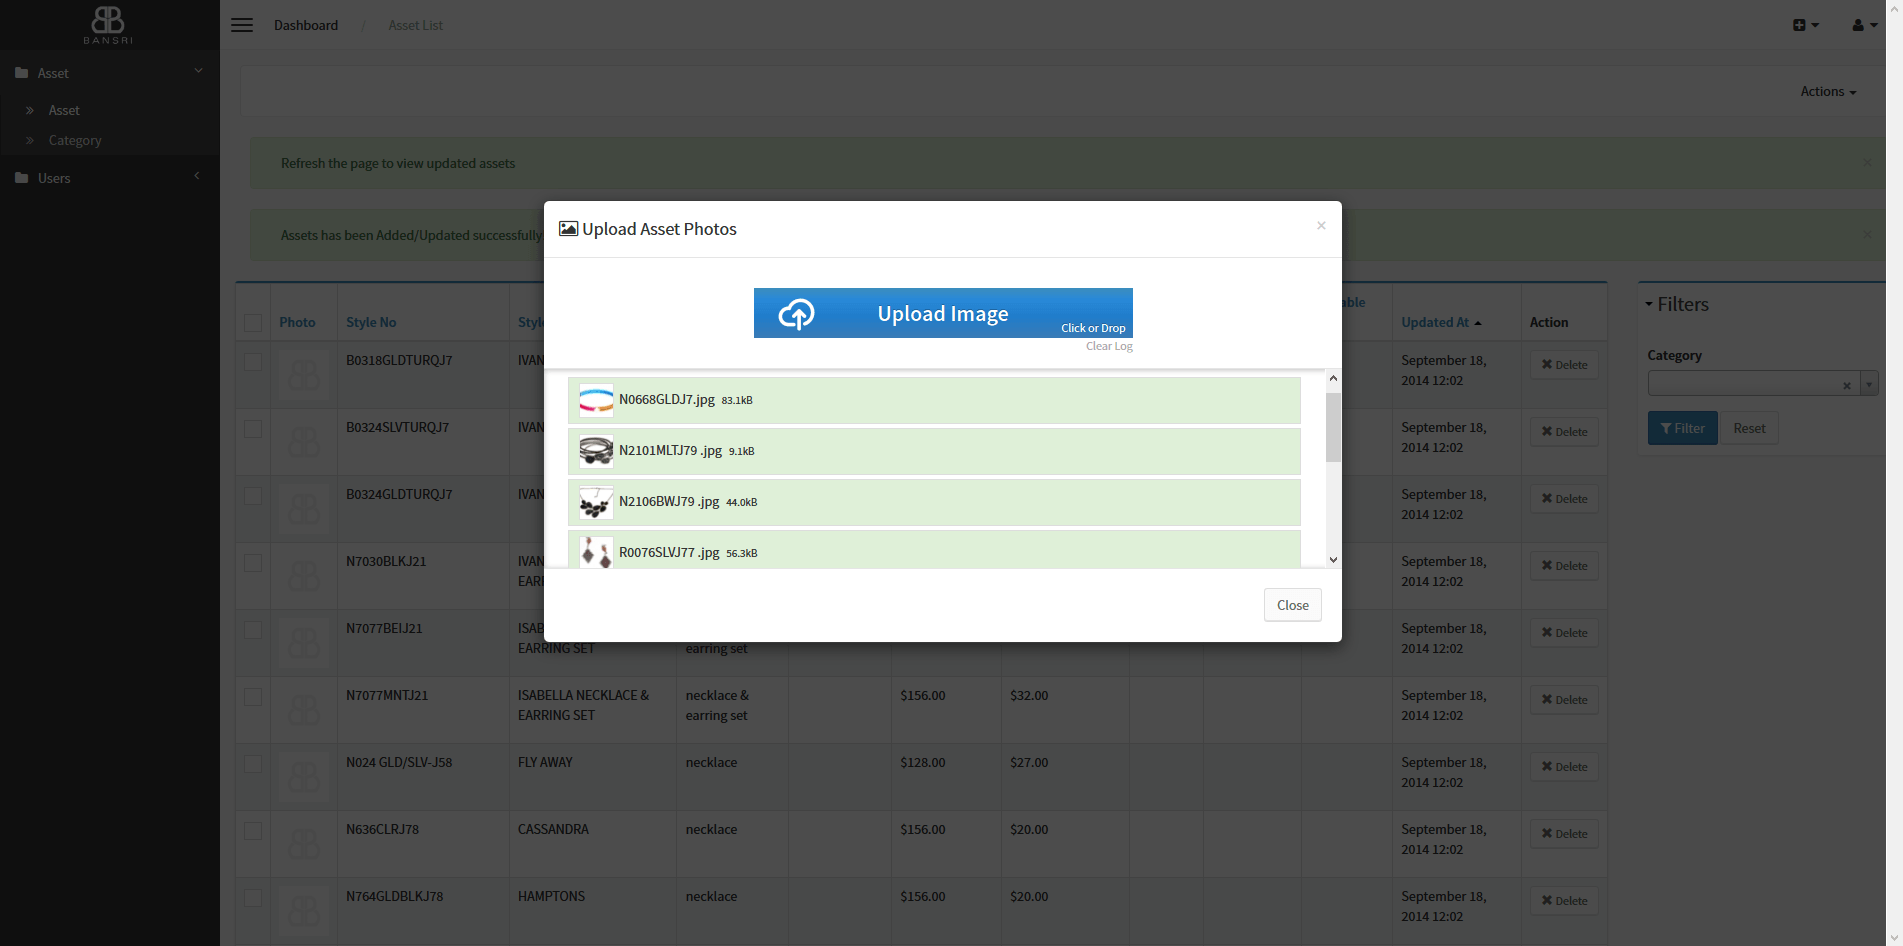 BANSRI
Dashboard / Asset List
Asset
Asset
Category
Users
Actions
Refresh the page to view updated assets
Assets has been Added/Updated successfully
Upload Asset Photos
×
Upload Image
Click or Drop
Clear Log
N0668GLDJ7.jpg 83.1kB
N2101MLTJ79 .jpg 9.1kB
N2106BWJ79 .jpg 44.0kB
R0076SLVJ77 .jpg 56.3kB
Close
Photo Style No Updated At Action
B0318GLDTURQJ7 September 18, 2014 12:02 Delete
B0324SLVTURQJ7 September 18, 2014 12:02 Delete
B0324GLDTURQJ7 September 18, 2014 12:02 Delete
N7030BLKJ21 September 18, 2014 12:02 Delete
N7077BEIJ21 EARRING SET earring set September 18, 2014 12:02 Delete
N7077MNTJ21 ISABELLA NECKLACE & EARRING SET necklace & earring set $156.00 $32.00 September 18, 2014 12:02 Delete
N024 GLD/SLV-J58 FLY AWAY necklace $128.00 $27.00 September 18, 2014 12:02 Delete
N636CLRJ78 CASSANDRA necklace $156.00 $20.00 September 18, 2014 12:02 Delete
N764GLDBLKJ78 HAMPTONS necklace $156.00 $20.00 September 18, 2014 12:02 Delete
Filters
Category
Filter
Reset